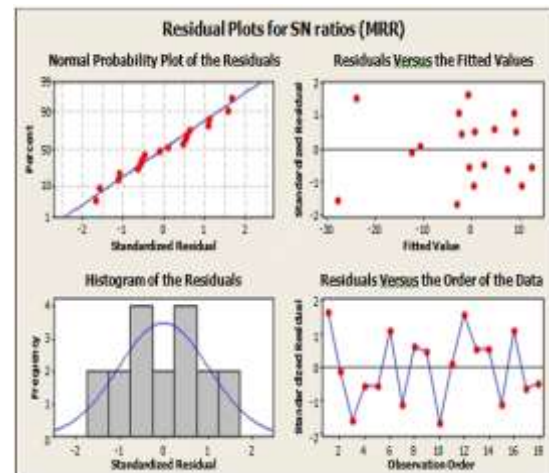 Residual Plots for SN ratios (MRR)
Normal Probability Plot of the Residuals
Residuals Versus the Fitted Values
Percent
90
50
10
1
-2 -1 0 1 2
Standardized Residual
Standardized Residual
2
1
0
-1
-2
-30 -20 -10 0 10
Fitted Value
Histogram of the Residuals
Residuals Versus the Order of the Data
Frequency
4
3
2
1
0
-2 -1 0 1 2
Standardized Residual
Standardized Residual
2
1
0
-1
-2
2 4 6 8 10 12 14 16 18
Observation Order